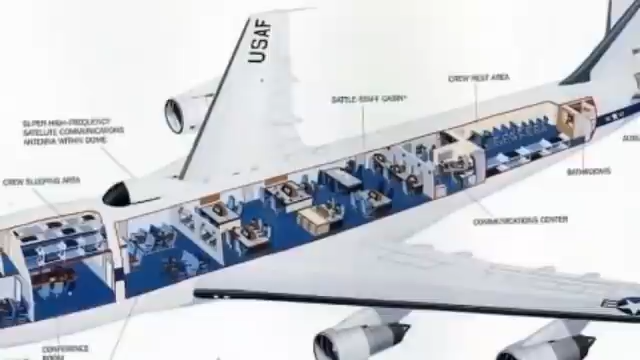 USAF
CREW REST AREA
BATTLE-STAFF CABIN
SUPER-HIGH-FREQUENCY
SATELLITE COMMUNICATIONS
ANTENNA WITHIN DOME
CREW SLEEPING AREA
BATHROOMS
COMMUNICATIONS CENTER
CONFERENCE
ROOM